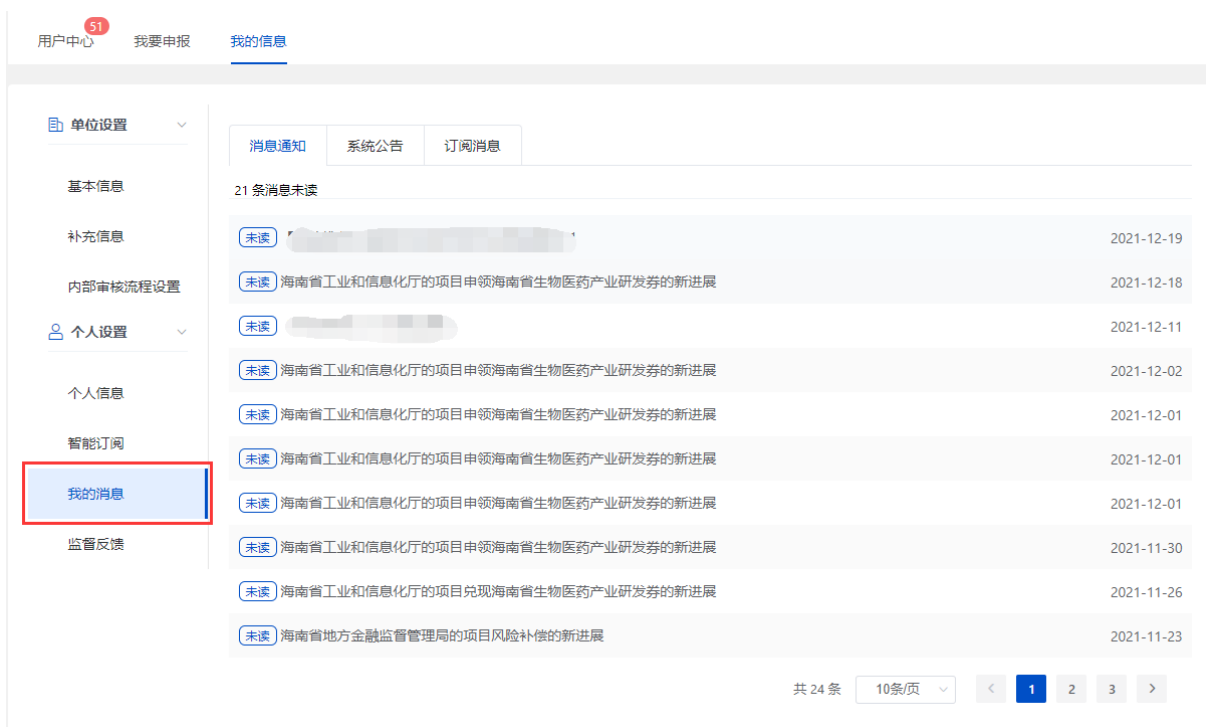 用户中心 51 我要申报 我的信息
单位设置
基本信息
补充信息
内部审核流程设置
个人设置
个人信息
智能订阅
我的消息
监督反馈
消息通知 系统公告 订阅消息
21 条消息未读
未读 2021-12-19
未读 海南省工业和信息化厅的项目申领海南省生物医药产业研发券的新进展 2021-12-18
未读 2021-12-11
未读 海南省工业和信息化厅的项目申领海南省生物医药产业研发券的新进展 2021-12-02
未读 海南省工业和信息化厅的项目申领海南省生物医药产业研发券的新进展 2021-12-01
未读 海南省工业和信息化厅的项目申领海南省生物医药产业研发券的新进展 2021-12-01
未读 海南省工业和信息化厅的项目申领海南省生物医药产业研发券的新进展 2021-12-01
未读 海南省工业和信息化厅的项目申领海南省生物医药产业研发券的新进展 2021-11-30
未读 海南省工业和信息化厅的项目兑现海南省生物医药产业研发券的新进展 2021-11-26
未读 海南省地方金融监督管理局的项目风险补偿的新进展 2021-11-23
共 24 条 10条/页 < 1 2 3 >